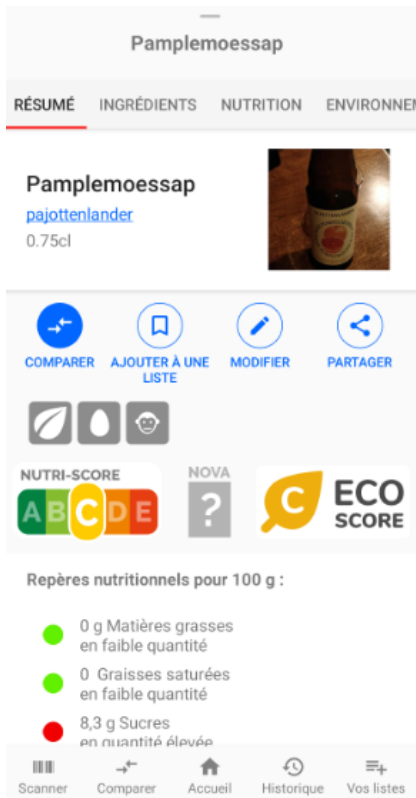 Pamplemoessap
RÉSUMÉ INGRÉDIENTS NUTRITION ENVIRONNE
Pamplemoessap
pajottenlander
0.75cl
COMPARER AJOUTER À UNE LISTE MODIFIER PARTAGER
NUTRI-SCORE
A B C D E
NOVA
?
C ECO
SCORE
Repères nutritionnels pour 100 g :
0 g Matières grasses
en faible quantité
0 Graisses saturées
en faible quantité
8,3 g Sucres
en quantité élevée
Scanner Comparer Accueil Historique Vos listes